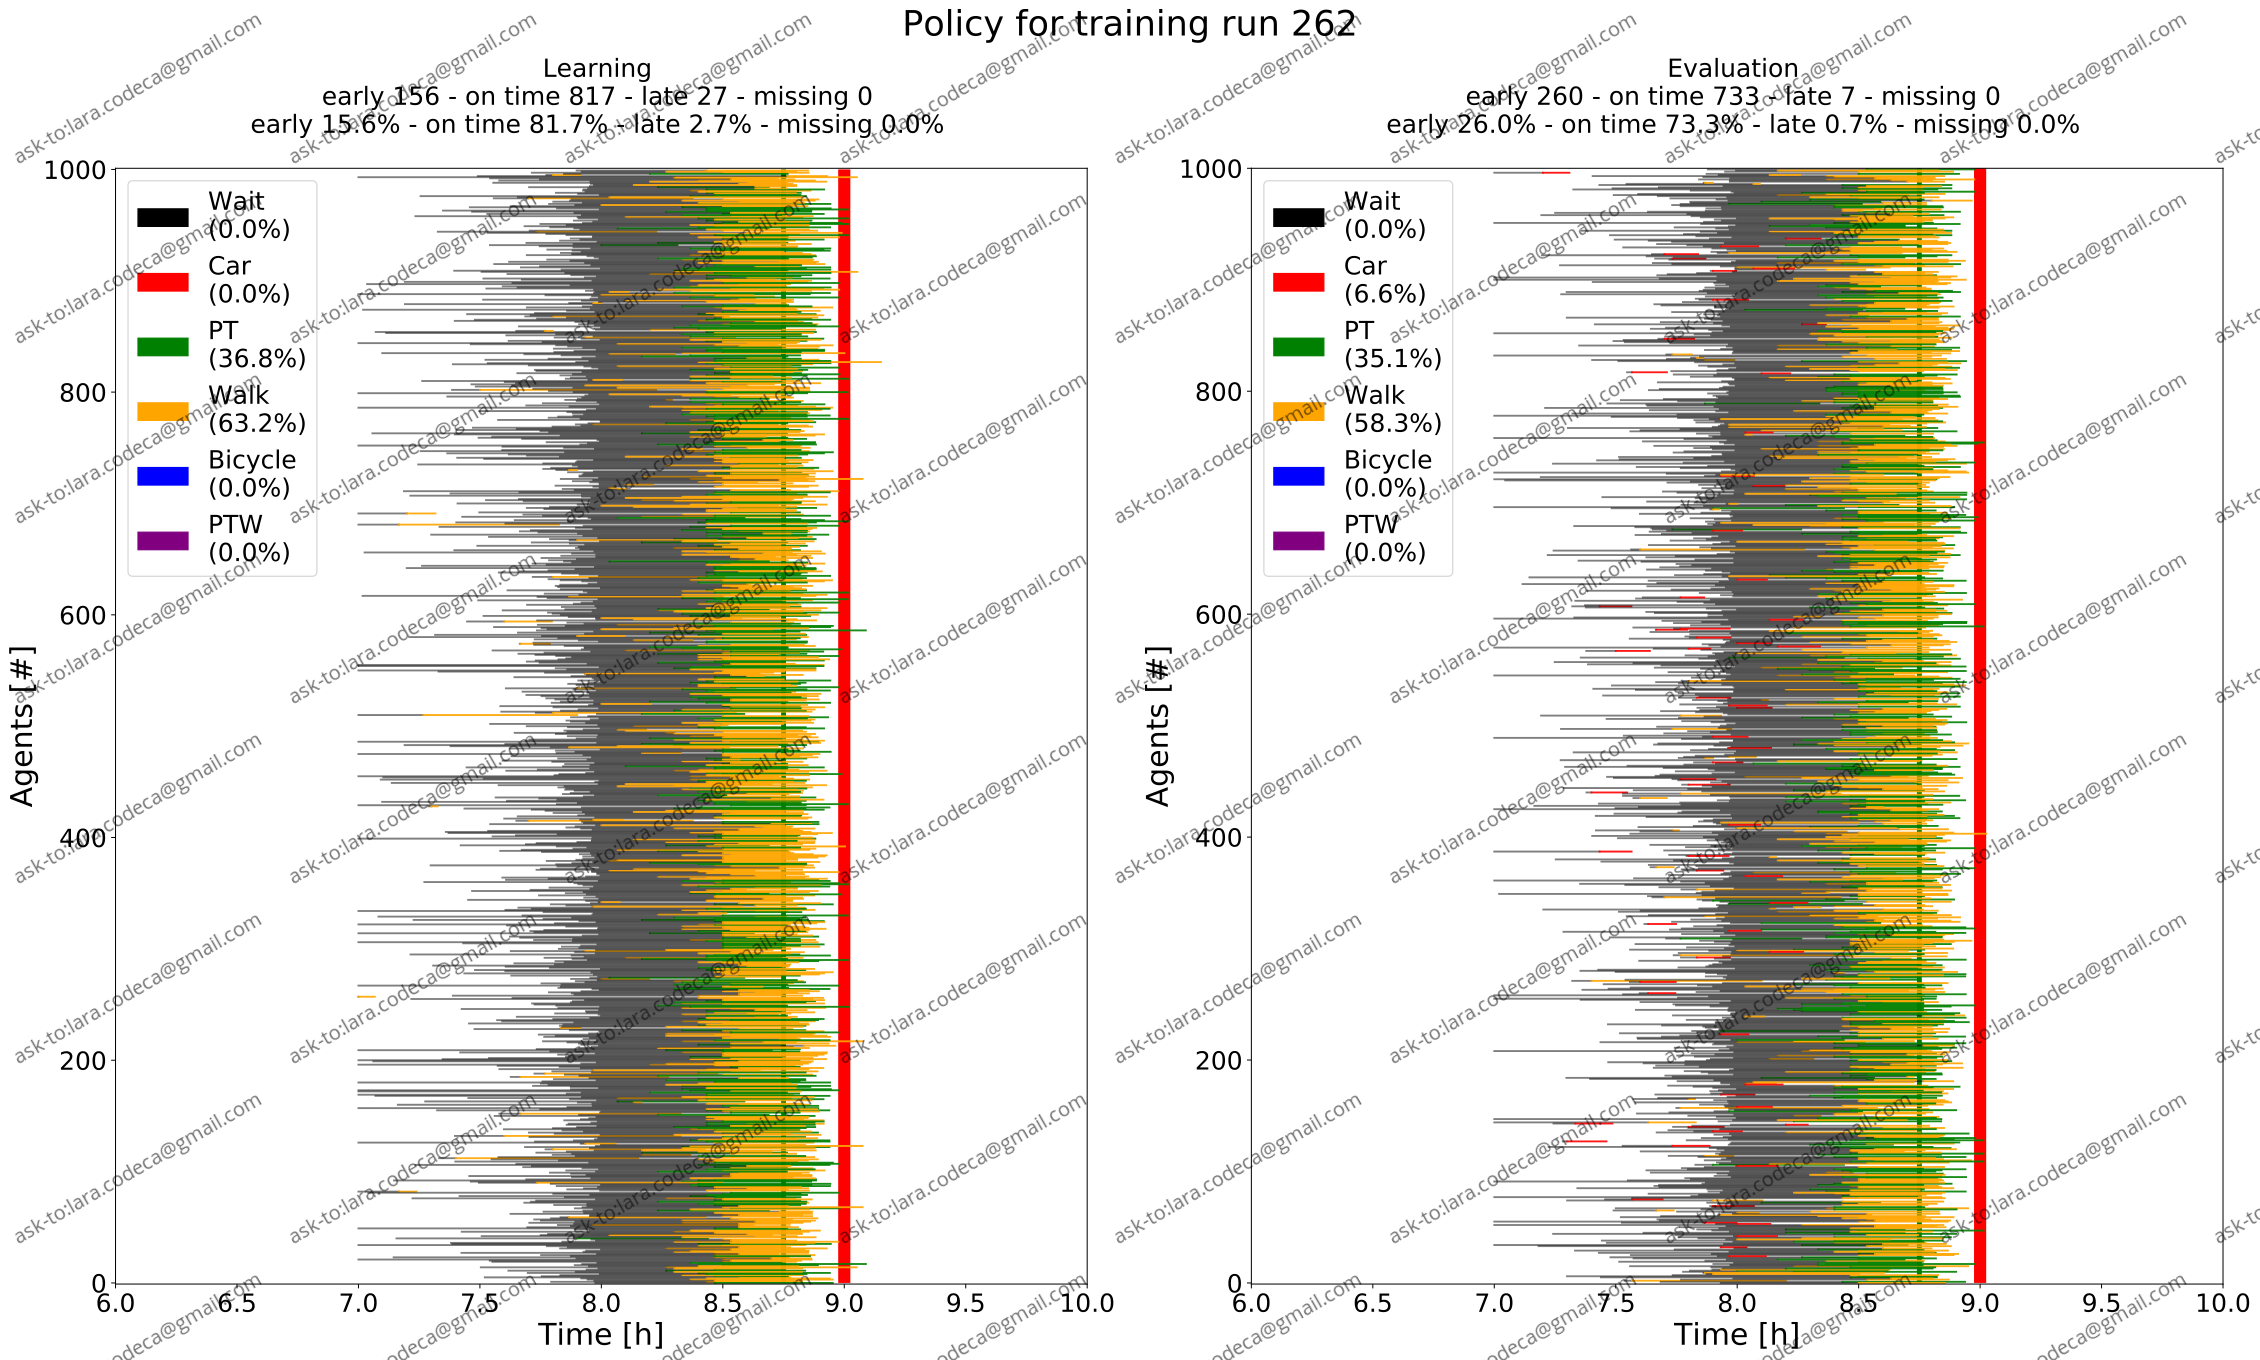 Policy for training run 262
Learning
early 156 - on time 817 - late 27 - missing 0
early 15.6% - on time 81.7% - late 2.7% - missing 0.0%
1000
800
600
400
200
0
Agents [#]
Wait
(0.0%)
Car
(0.0%)
PT
(36.8%)
Walk
(63.2%)
Bicycle
(0.0%)
PTW
(0.0%)
6.0 6.5 7.0 7.5 8.0 8.5 9.0 9.5 10.0
Time [h]
Evaluation
early 260 - on time 733 - late 7 - missing 0
early 26.0% - on time 73.3% - late 0.7% - missing 0.0%
1000
800
600
400
200
0
Agents [#]
Wait
(0.0%)
Car
(6.6%)
PT
(35.1%)
Walk
(58.3%)
Bicycle
(0.0%)
PTW
(0.0%)
6.0 6.5 7.0 7.5 8.0 8.5 9.0 9.5 10.0
Time [h]
ask-to:lara.codeca@gmail.com